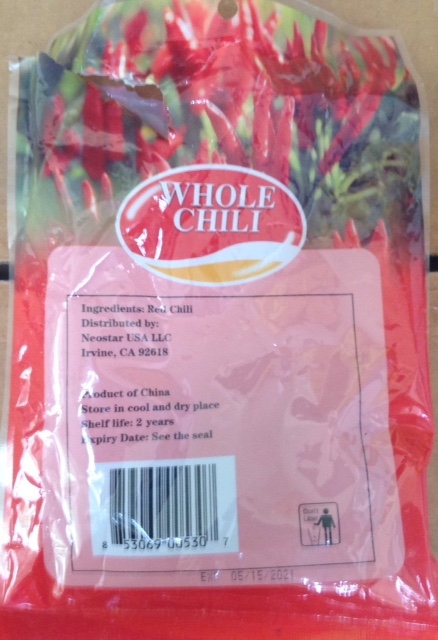 WHOLE
CHILI
Ingredients: Red Chili
Distributed by:
Neostar USA LLC
Irvine, CA 92618
Product of China
Store in cool and dry place
Shelf life: 2 years
Expiry Date: See the seal
8 53069 00530 7
Don't
Litter
EXP 05/15/2021